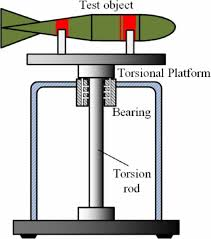 Test object
Torsional Platform
Bearing
Torsion
rod